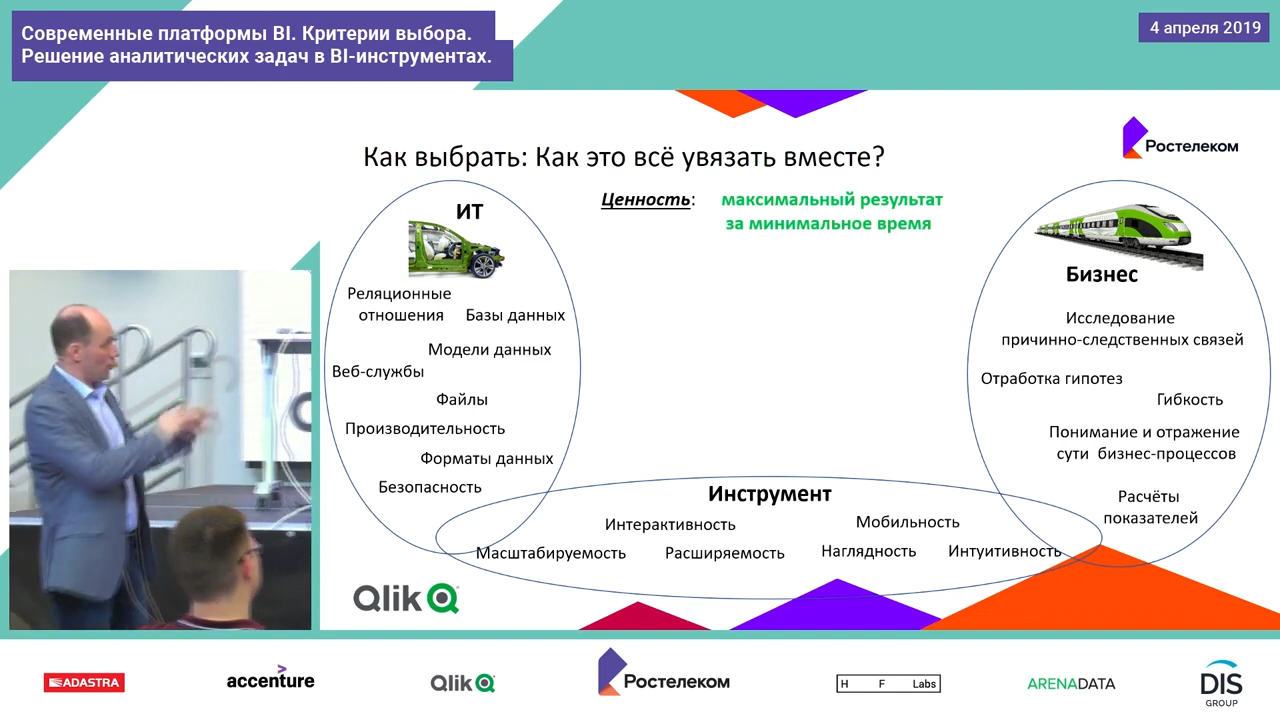 Современные платформы BI. Критерии выбора.
Решение аналитических задач в BI-инструментах.
4 апреля 2019
Ростелеком
Как выбрать: Как это всё увязать вместе?
Ценность: максимальный результат
за минимальное время
ИТ
Реляционные
отношения
Базы данных
Модели данных
Веб-службы
Файлы
Производительность
Форматы данных
Безопасность
Бизнес
Исследование
причинно-следственных связей
Отработка гипотез
Гибкость
Понимание и отражение
сути бизнес-процессов
Расчёты
показателей
Инструмент
Интерактивность
Мобильность
Масштабируемость
Расширяемость
Наглядность
Интуитивность
Qlik
ADASTRA
accenture
Qlik
Ростелеком
H F Labs
ARENADATA
DIS
GROUP